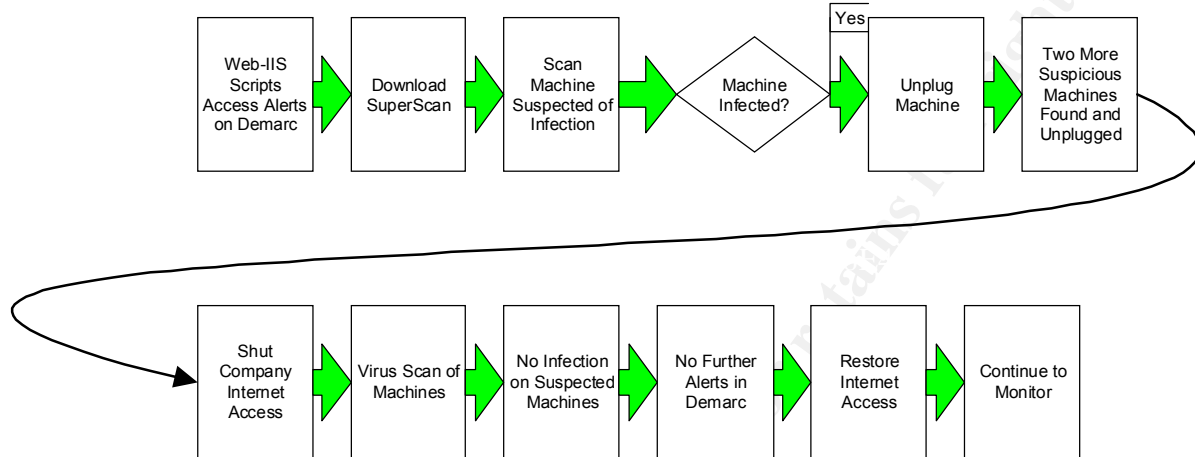 Yes
Web-IIS
Scripts
Access Alerts
on Demarc
Download
SuperScan
Scan
Machine
Suspected of
Infection
Machine
Infected?
Unplug
Machine
Two More
Suspicious
Machines
Found and
Unplugged
Shut
Company
Internet
Access
Virus Scan of
Machines
No Infection
on Suspected
Machines
No Further
Alerts in
Demarc
Restore
Internet
Access
Continue to
Monitor